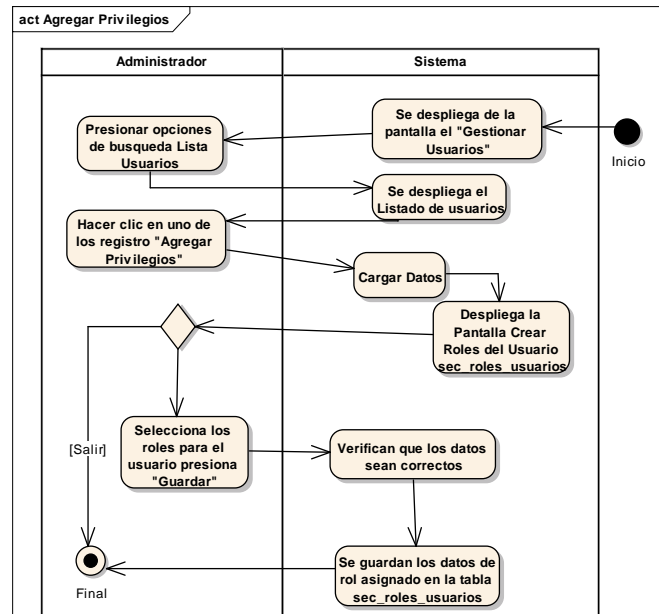 act Agregar Privilegios
Administrador
Sistema
Se despliega de la
pantalla el "Gestionar
Usuarios"
Inicio
Presionar opciones
de busqueda Lista
Usuarios
Se despliega el
Listado de usuarios
Hacer clic en uno de
los registro "Agregar
Privilegios"
Cargar Datos
Despliega la
Pantalla Crear
Roles del Usuario
sec_roles_usuarios
Selecciona los
roles para el
usuario presiona
"Guardar"
[Salir]
Verifican que los datos
sean correctos
Se guardan los datos de
rol asignado en la tabla
sec_roles_usuarios
Final